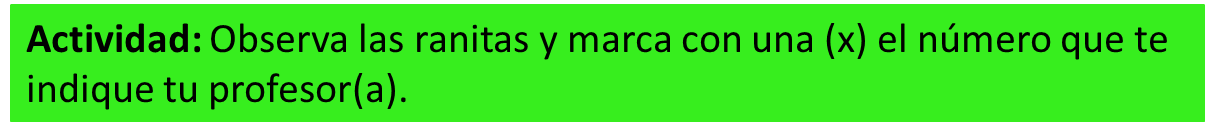 Actividad: Observa las ranitas y marca con una (x) el número que te
indique tu profesor(a).